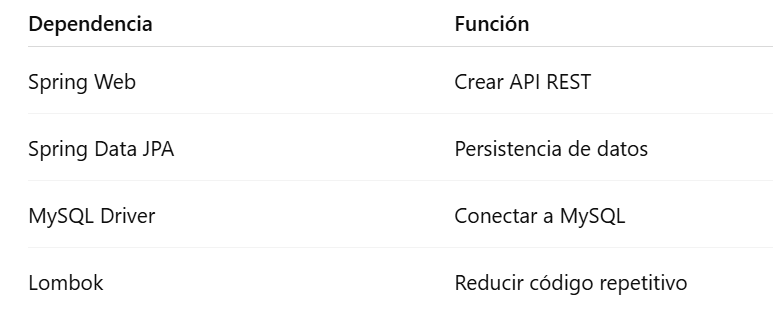 Dependencia Función
Spring Web Crear API REST
Spring Data JPA Persistencia de datos
MySQL Driver Conectar a MySQL
Lombok Reducir código repetitivo